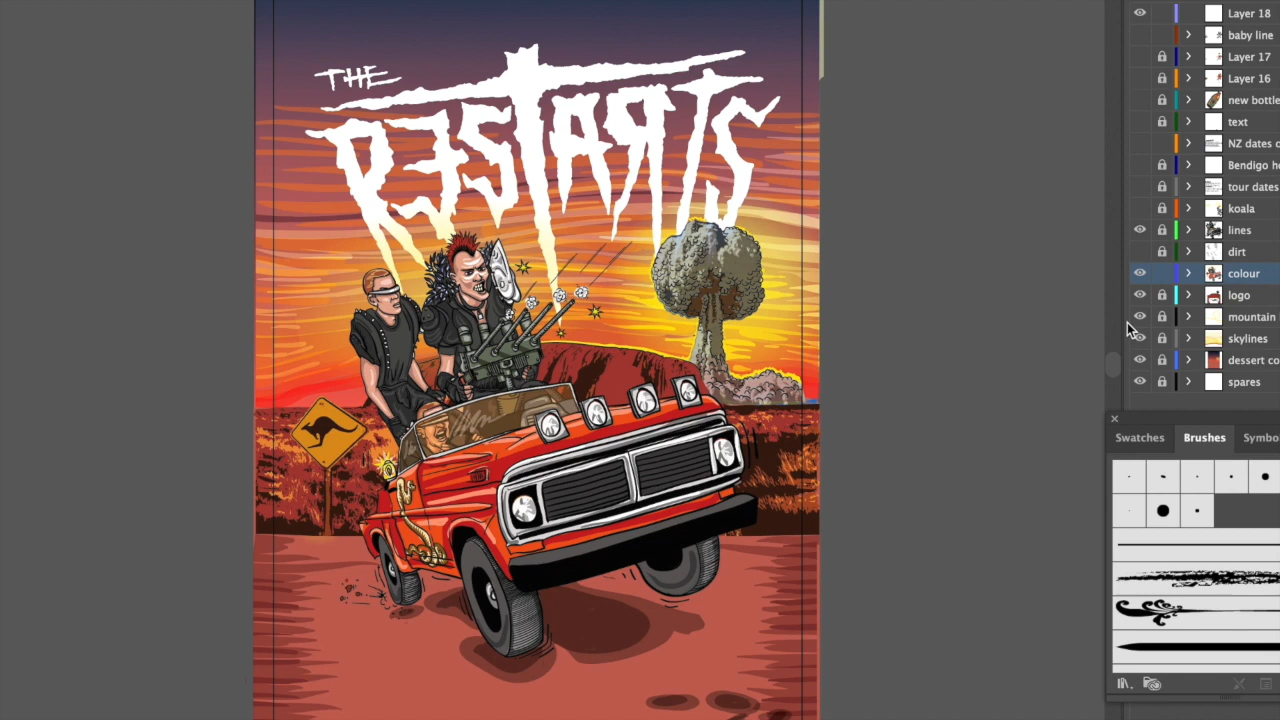 THE
RESTARTS
Layer 18
baby line
Layer 17
Layer 16
new bottle
text
NZ dates o
Bendigo he
tour dates
koala
lines
dirt
colour
logo
mountain
skylines
dessert co
spares
Swatches
Brushes
Symbo